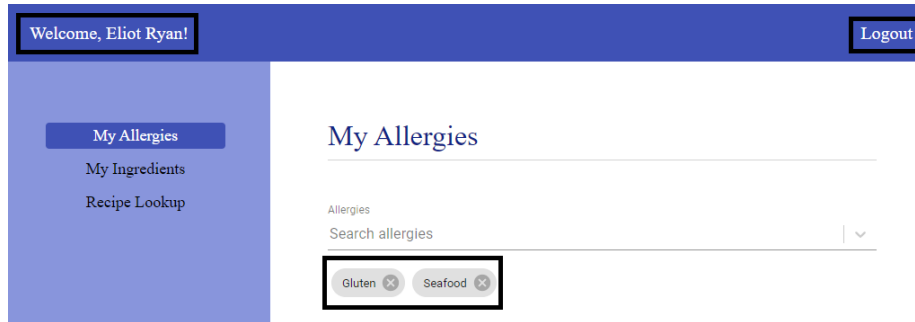 Welcome, Eliot Ryan!
Logout
My Allergies
My Ingredients
Recipe Lookup
My Allergies
Allergies
Search allergies
Gluten
Seafood